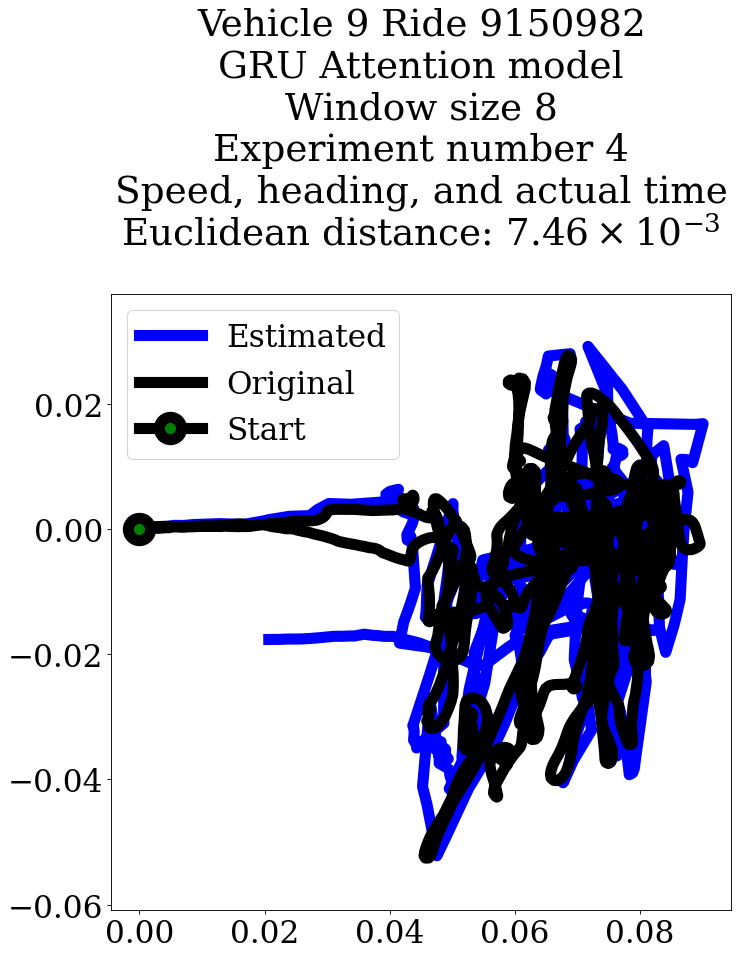 Vehicle 9 Ride 9150982
GRU Attention model
Window size 8
Experiment number 4
Speed, heading, and actual time
Euclidean distance: 7.46 × 10⁻³
Estimated
Original
Start
0.02
0.00
−0.02
−0.04
−0.06
0.00 0.02 0.04 0.06 0.08